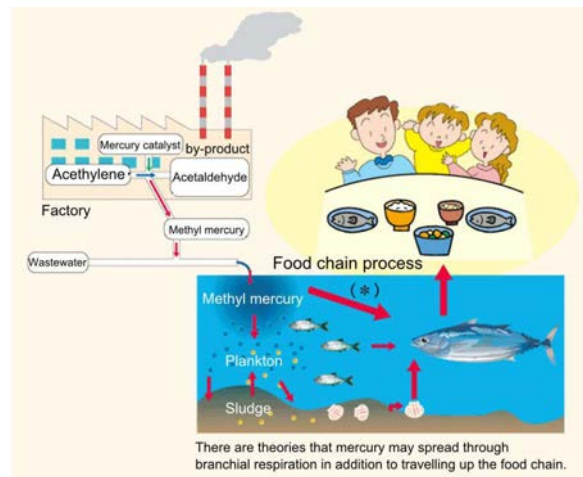 Mercury catalyst
by-product
Acethylene
Acetaldehyde
Factory
Methyl mercury
Wastewater
Food chain process
(*)
Methyl mercury
Plankton
Sludge
There are theories that mercury may spread through
branchial respiration in addition to travelling up the food chain.